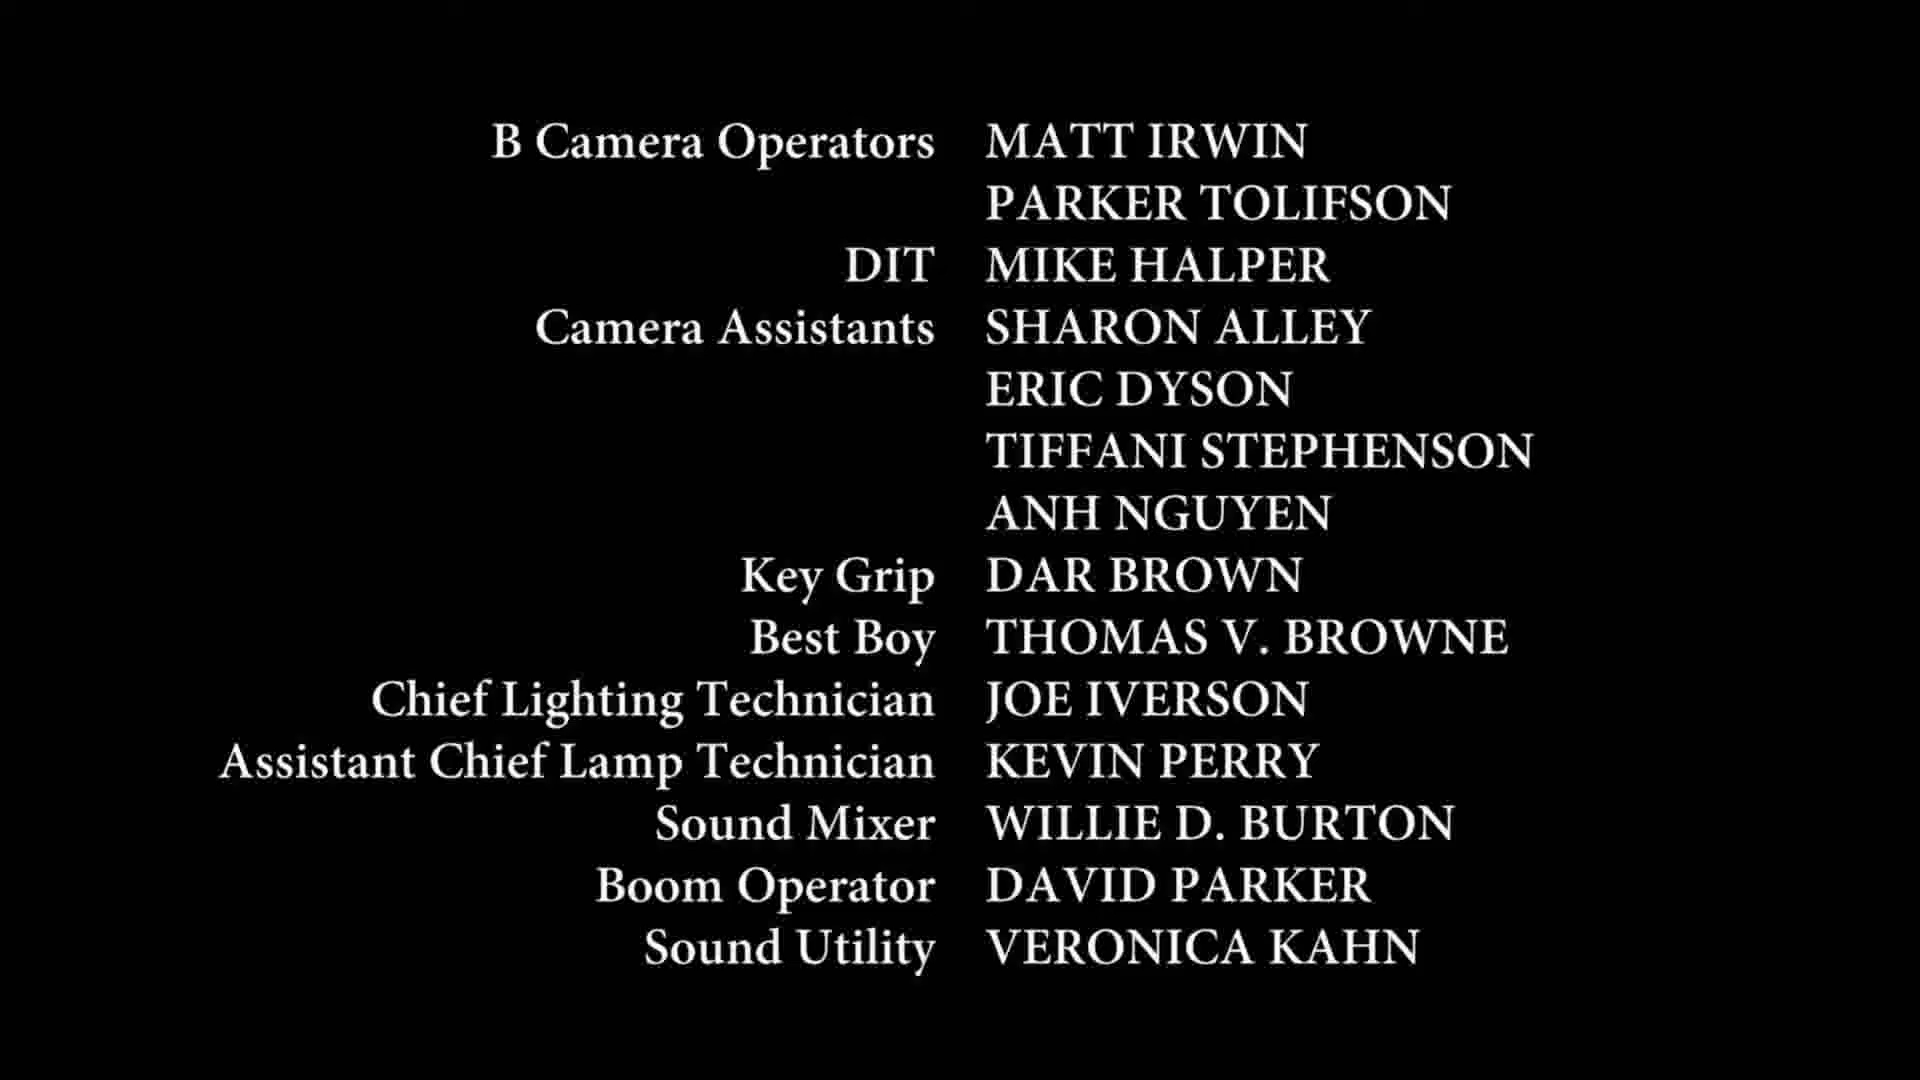 B Camera Operators MATT IRWIN
PARKER TOLIFSON
DIT MIKE HALPER
Camera Assistants SHARON ALLEY
ERIC DYSON
TIFFANI STEPHENSON
ANH NGUYEN
Key Grip DAR BROWN
Best Boy THOMAS V. BROWNE
Chief Lighting Technician JOE IVERSON
Assistant Chief Lamp Technician KEVIN PERRY
Sound Mixer WILLIE D. BURTON
Boom Operator DAVID PARKER
Sound Utility VERONICA KAHN